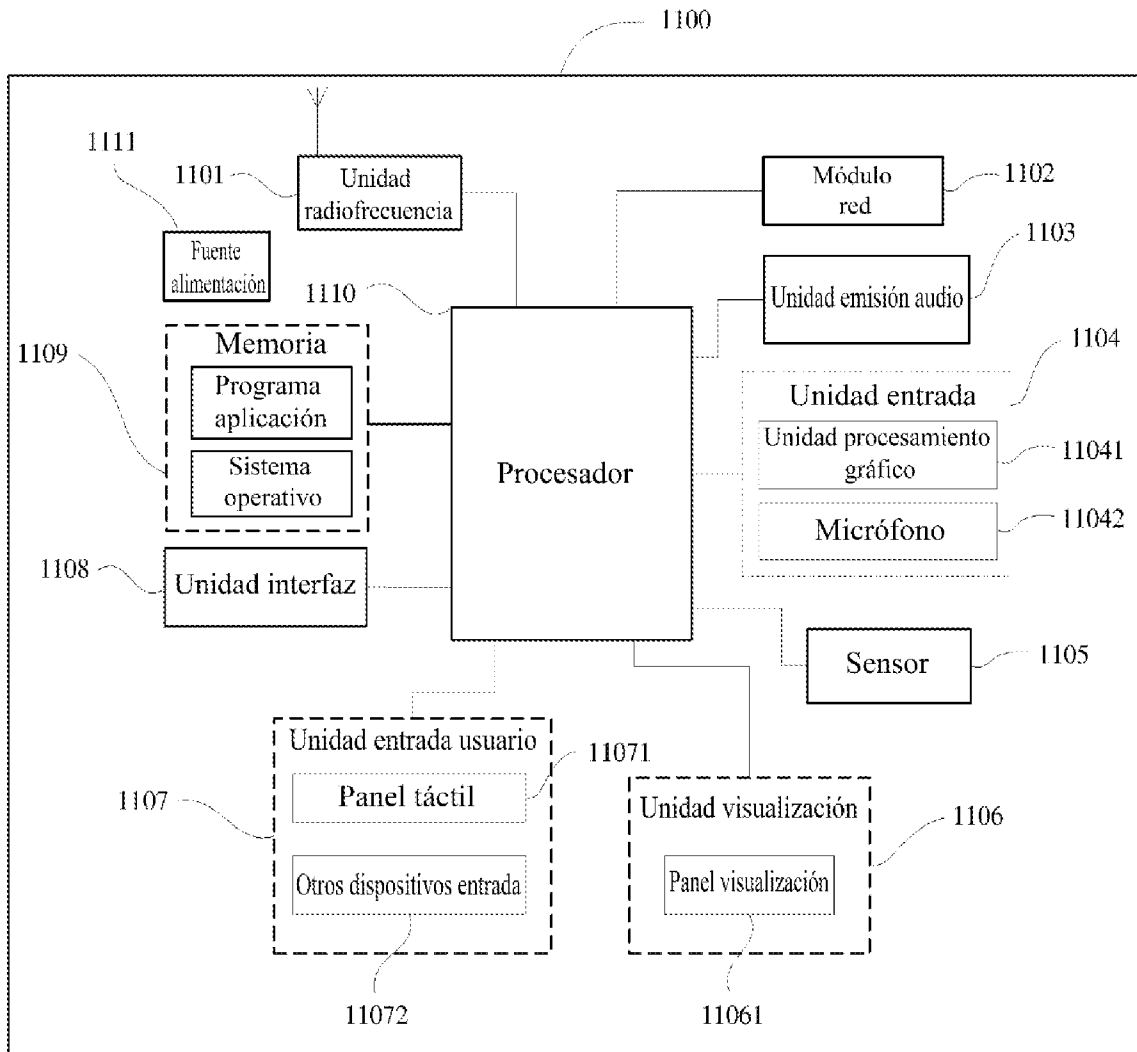 1100
1111
1101
Unidad
radiofrecuencia
Módulo
red
1102
Fuente
alimentación
1103
1110
Unidad emisión audio
1109
Memoria
Programa
aplicación
Sistema
operativo
Procesador
1104
Unidad entrada
Unidad procesamiento
gráfico
11041
Micrófono
11042
1108
Unidad interfaz
Sensor
1105
Unidad entrada usuario
11071
Panel táctil
1107
Otros dispositivos entrada
11072
Unidad visualización
1106
Panel visualización
11061